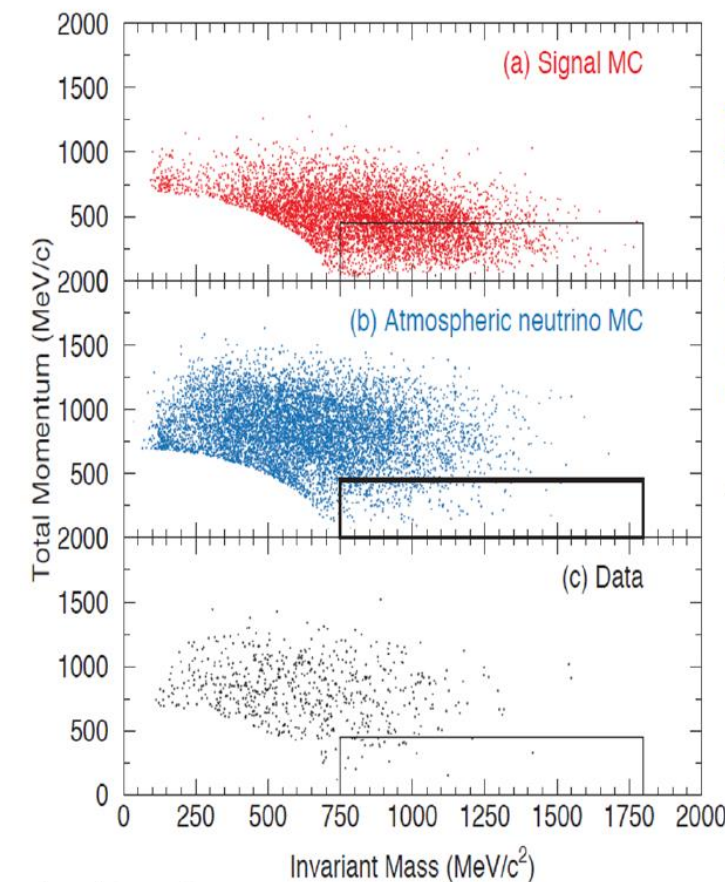 2000
1500
1000
500
(a) Signal MC
2000
1500
1000
500
(b) Atmospheric neutrino MC
2000
1500
1000
500
0
(c) Data
0 250 500 750 1000 1250 1500 1750 2000
Total Momentum (MeV/c)
Invariant Mass (MeV/c²)